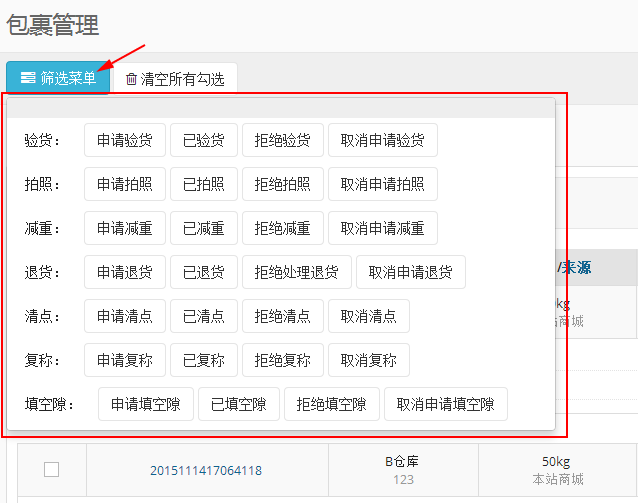 包裹管理
筛选菜单 清空所有勾选
验货： 申请验货 已验货 拒绝验货 取消申请验货
拍照： 申请拍照 已拍照 拒绝拍照 取消申请拍照
减重： 申请减重 已减重 拒绝减重 取消申请减重
退货： 申请退货 已退货 拒绝处理退货 取消申请退货
/来源
清点： 申请清点 已清点 拒绝清点 取消清点
kg
商城
复称： 申请复称 已复称 拒绝复称 取消复称
填空隙： 申请填空隙 已填空隙 拒绝填空隙 取消申请填空隙
2015111417064118 B仓库 50kg
123 本站商城